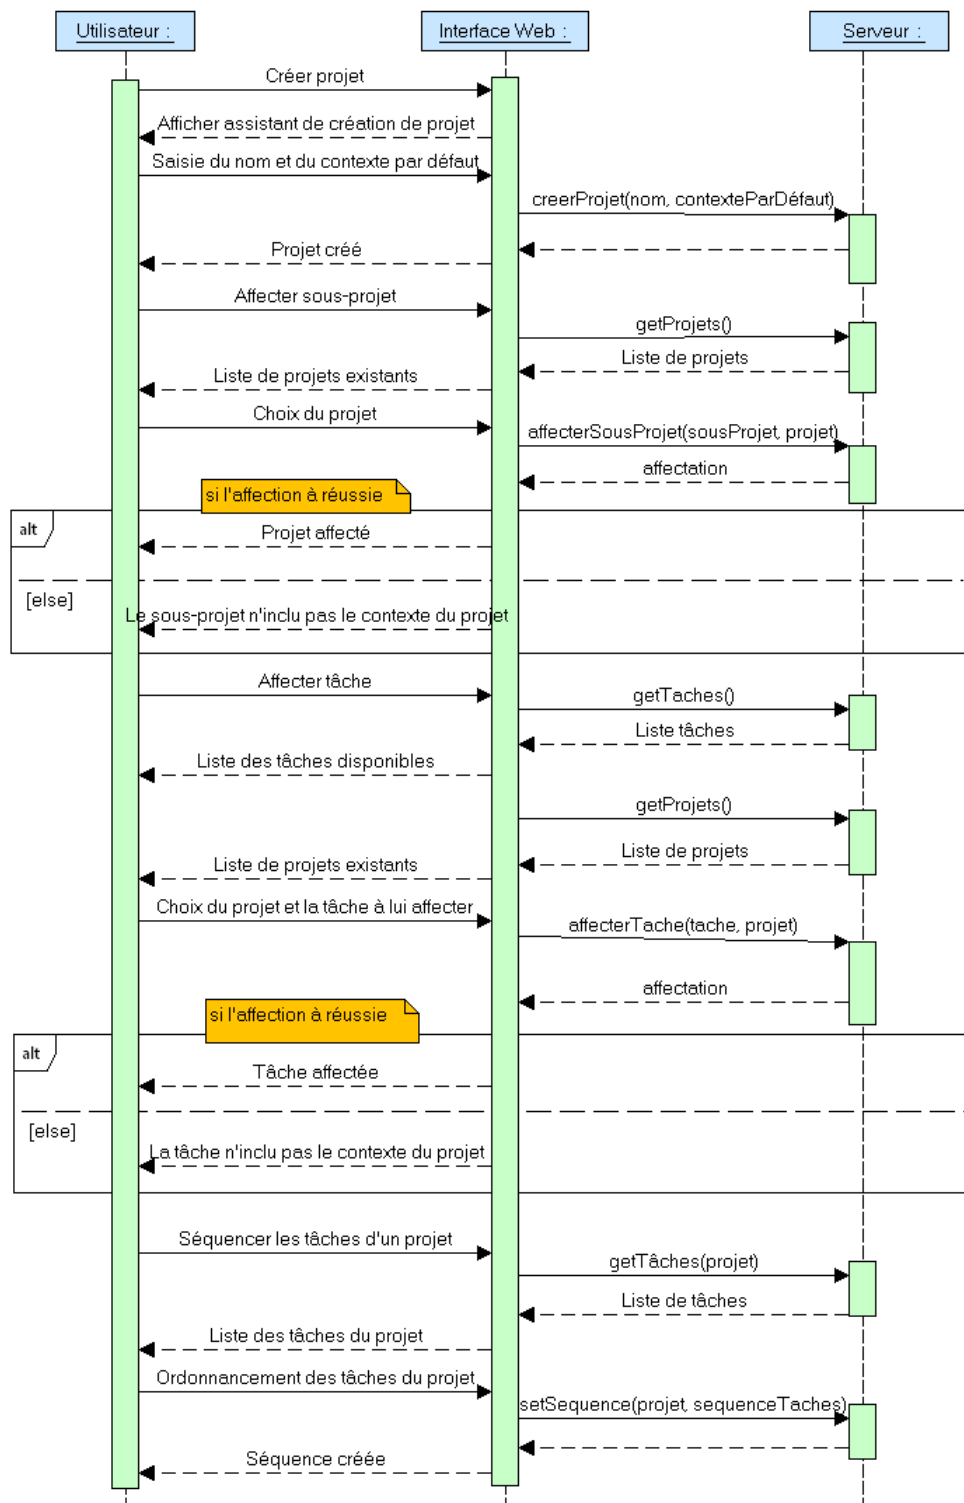 Utilisateur :
Interface Web :
Serveur :
Créer projet
Afficher assistant de création de projet
Saisie du nom et du contexte par défaut
creerProjet(nom, contexteParDéfaut)
Projet créé
Affecter sous-projet
getProjets()
Liste de projets
Liste de projets existants
Choix du projet
affecterSousProjet(sousProjet, projet)
affectation
si l'affection à réussie
alt
Projet affecté
[else]
Le sous-projet n'inclu pas le contexte du projet
Affecter tâche
getTaches()
Liste tâches
Liste des tâches disponibles
getProjets()
Liste de projets
Liste de projets existants
Choix du projet et la tâche à lui affecter
affecterTache(tache, projet)
affectation
si l'affection à réussie
alt
Tâche affectée
[else]
La tâche n'inclu pas le contexte du projet
Séquencer les tâches d'un projet
getTâches(projet)
Liste de tâches
Liste des tâches du projet
Ordonnancement des tâches du projet
setSequence(projet, sequenceTaches)
Séquence créée